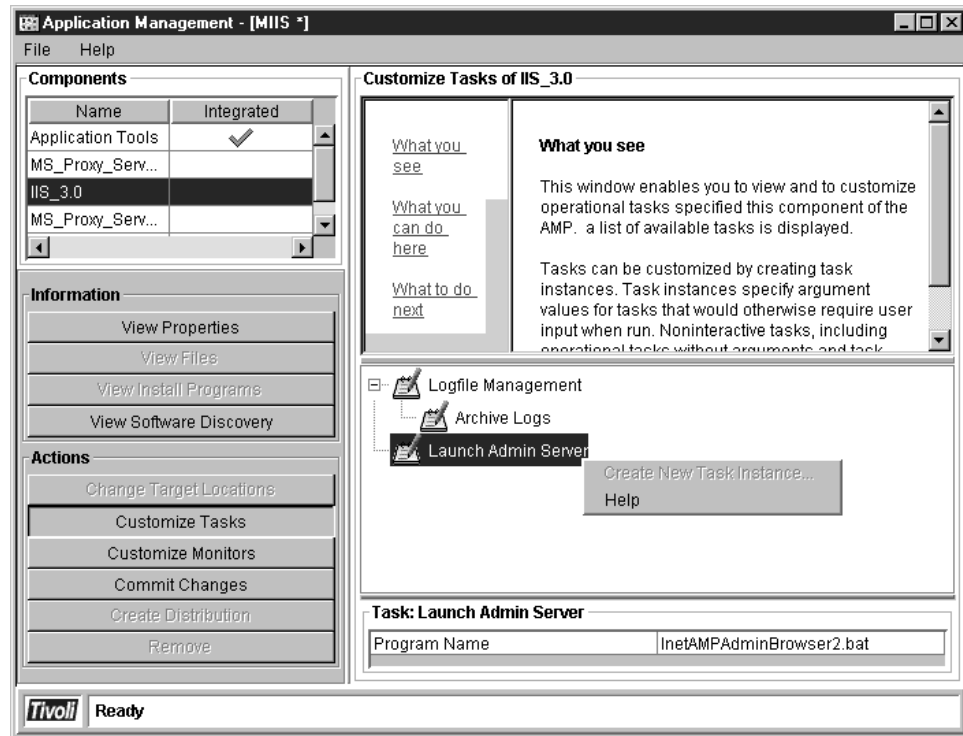 Application Management - [MIIS *]
File Help
Components
Name Integrated
Application Tools
MS_Proxy_Serv...
IIS_3.0
MS_Proxy_Serv...
Information
View Properties
View Files
View Install Programs
View Software Discovery
Actions
Change Target Locations
Customize Tasks
Customize Monitors
Commit Changes
Create Distribution
Remove
Customize Tasks of IIS_3.0
What you
see
What you
can do
here
What to do
next
What you see
This window enables you to view and to customize
operational tasks specified this component of the
AMP. a list of available tasks is displayed.
Tasks can be customized by creating task
instances. Task instances specify argument
values for tasks that would otherwise require user
input when run. Noninteractive tasks, including
operational tasks without arguments and task
Logfile Management
Archive Logs
Launch Admin Server
Create New Task Instance...
Help
Task: Launch Admin Server
Program Name InetAMPAdminBrowser2.bat
Tivoli Ready